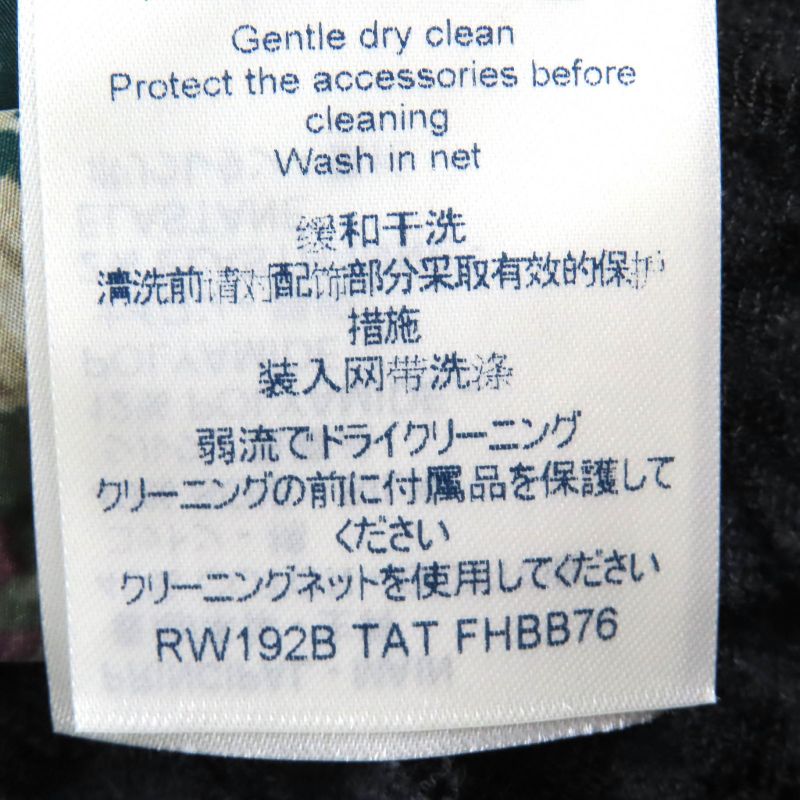 Gentle dry clean
Protect the accessories before
cleaning
Wash in net
缓和干洗
清洗前请对配饰部分采取有效的保护
措施
装入网带洗涤
弱流でドライクリーニング
クリーニングの前に付属品を保護して
ください
クリーニングネットを使用してください
RW192B TAT FHBB76